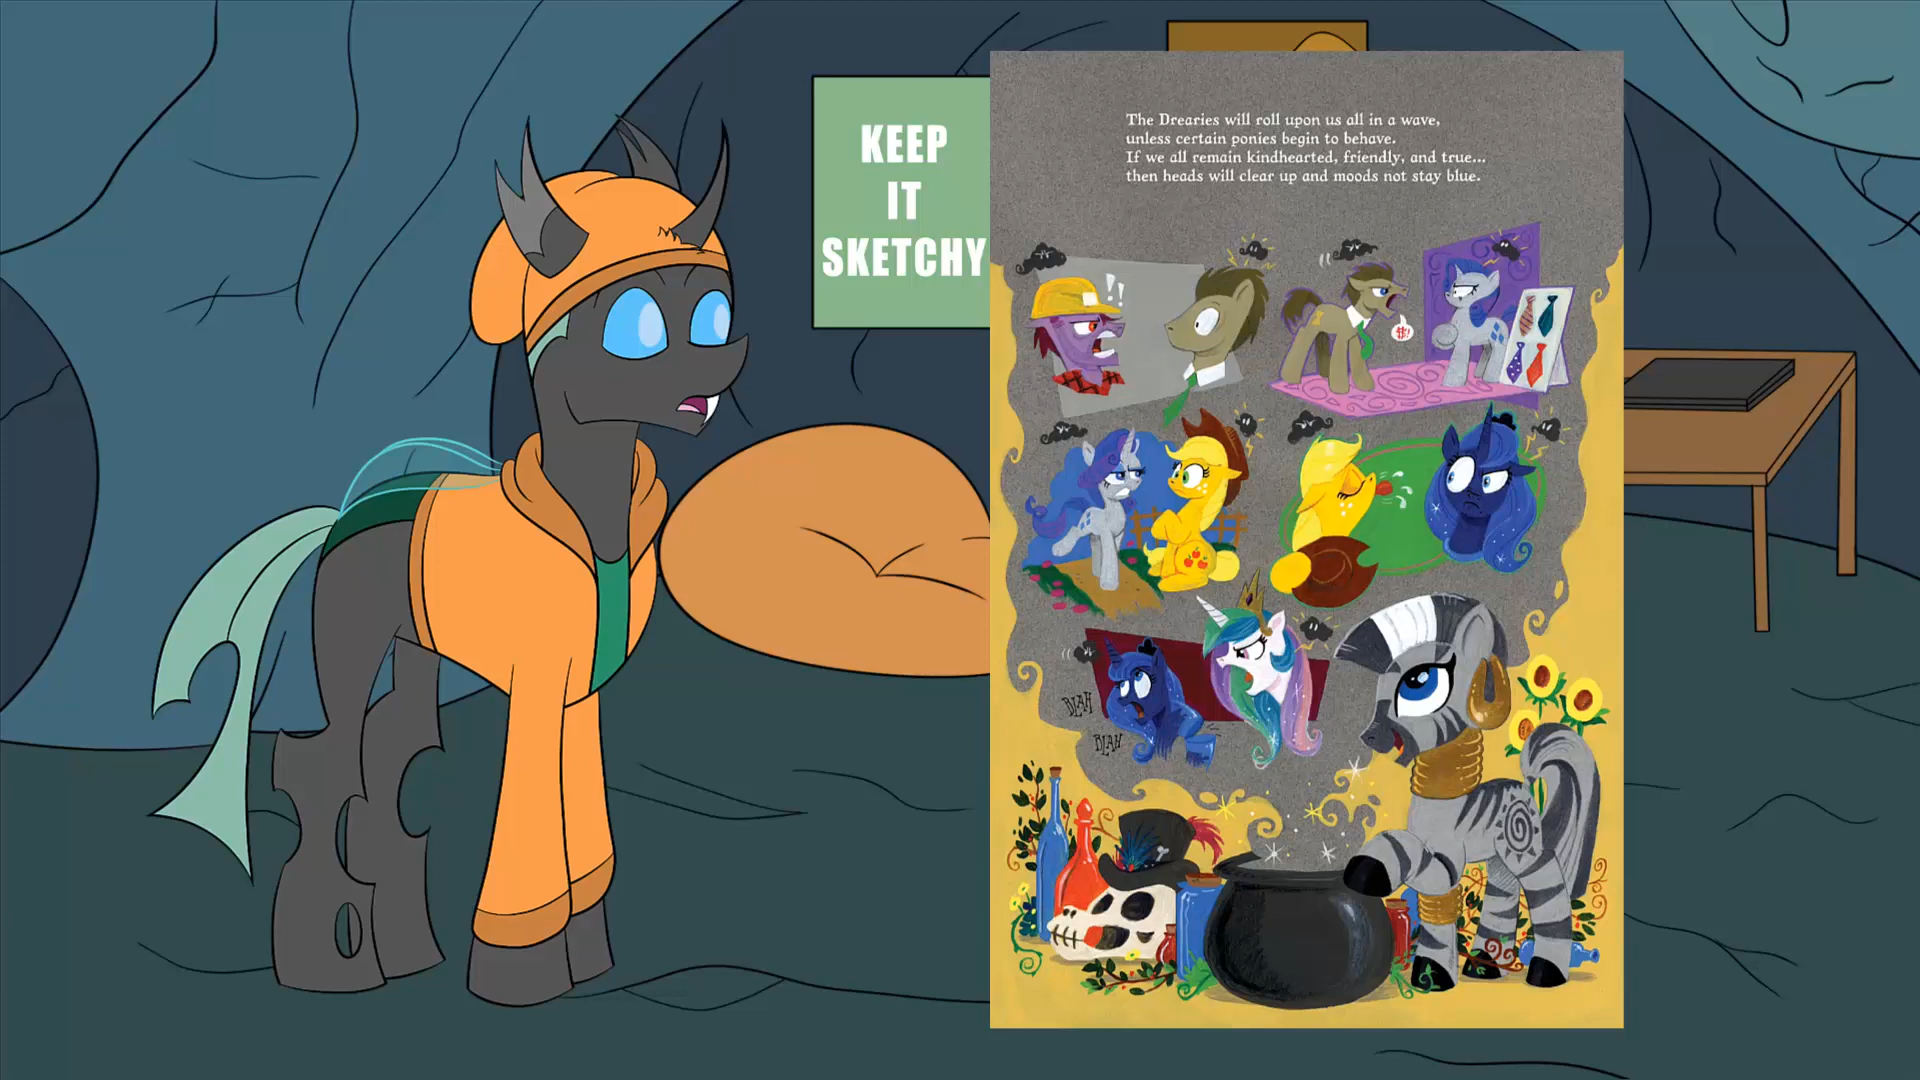 KEEP
IT
SKETCHY
The Drearies will roll upon us all in a wave,
unless certain ponies begin to behave.
If we all remain kindhearted, friendly, and true...
then heads will clear up and moods not stay blue.
!!
#!
BLAH
BLAH